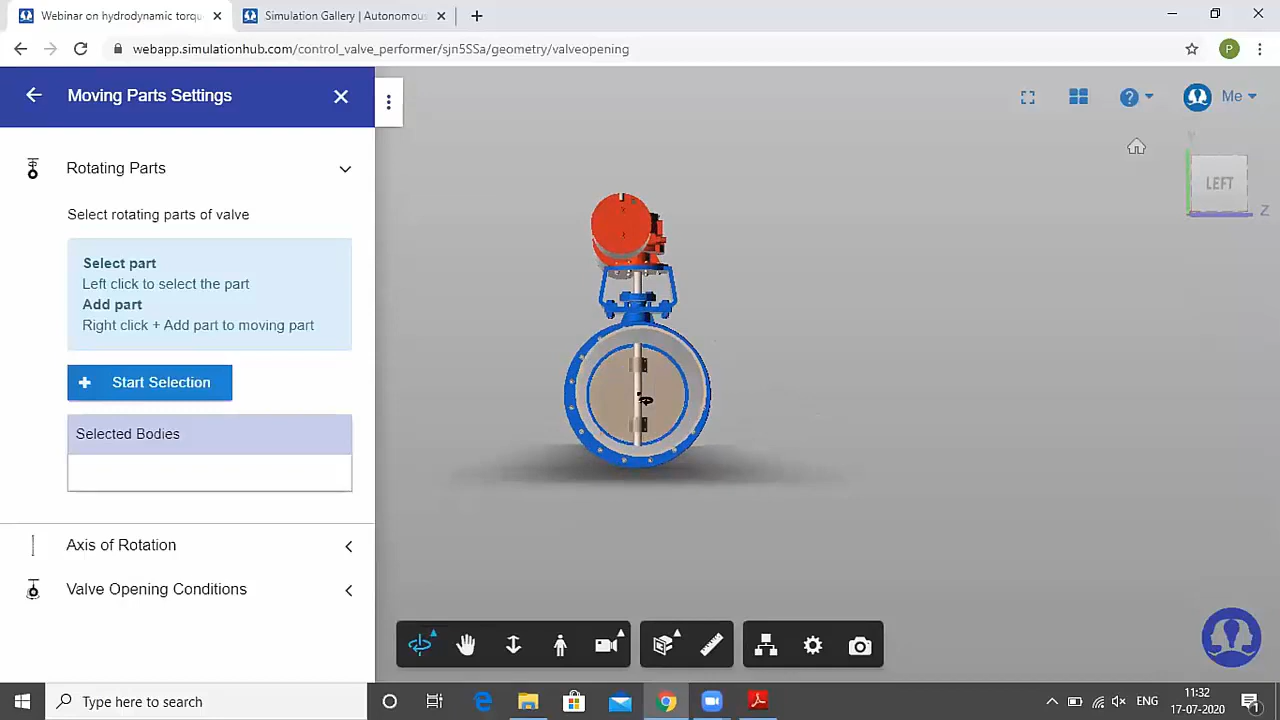 Webinar on hydrodynamic torqu
Simulation Gallery | Autonomous
webapp.simulationhub.com/control_valve_performer/sjn5SSa/geometry/valveopening
P
Moving Parts Settings
Me
Rotating Parts
Select rotating parts of valve
Select part
Left click to select the part
Add part
Right click + Add part to moving part
Start Selection
Selected Bodies
Axis of Rotation
Valve Opening Conditions
Y
LEFT
Z
Type here to search
ENG
11:32
17-07-2020
1